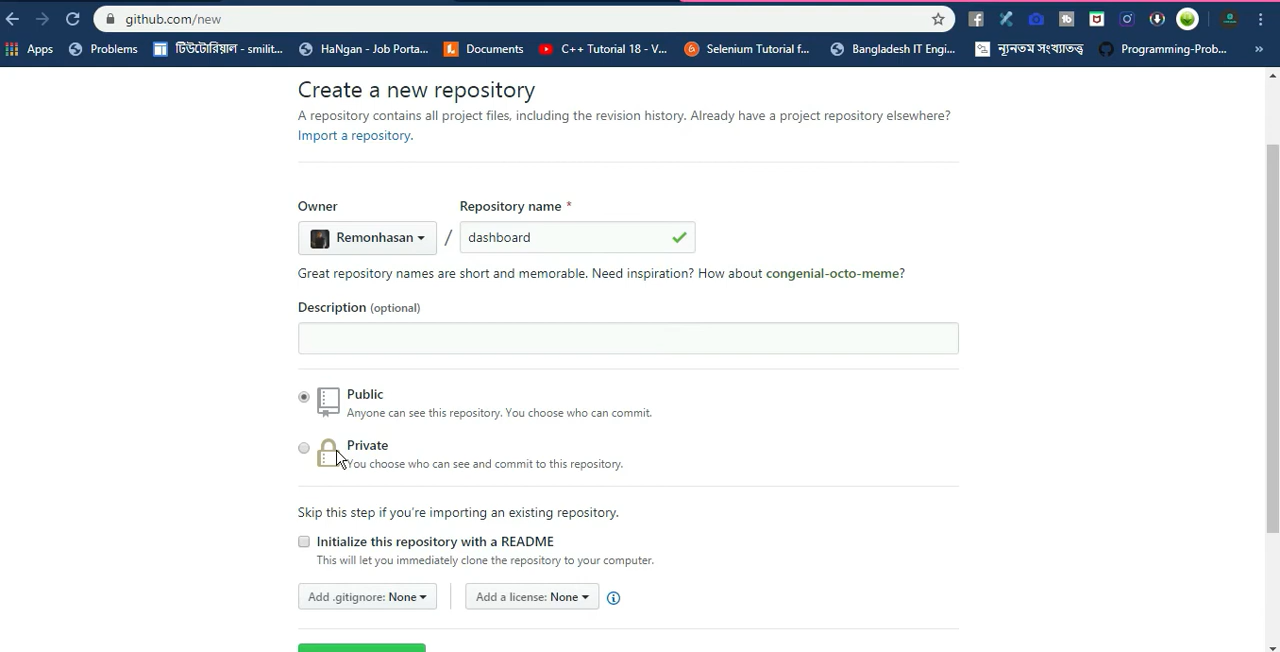 github.com/new
Apps Problems টিউটোরিয়াল - smilit... HaNgan - Job Porta... Documents C++ Tutorial 18 - V... Selenium Tutorial f... Bangladesh IT Engi... ন্যূনতম সংখ্যাতত্ত্ব Programming-Prob... »
Create a new repository
A repository contains all project files, including the revision history. Already have a project repository elsewhere?
Import a repository.
Owner Repository name *
Remonhasan / dashboard
Great repository names are short and memorable. Need inspiration? How about congenial-octo-meme?
Description (optional)
Public
Anyone can see this repository. You choose who can commit.
Private
You choose who can see and commit to this repository.
Skip this step if you're importing an existing repository.
Initialize this repository with a README
This will let you immediately clone the repository to your computer.
Add .gitignore: None Add a license: None